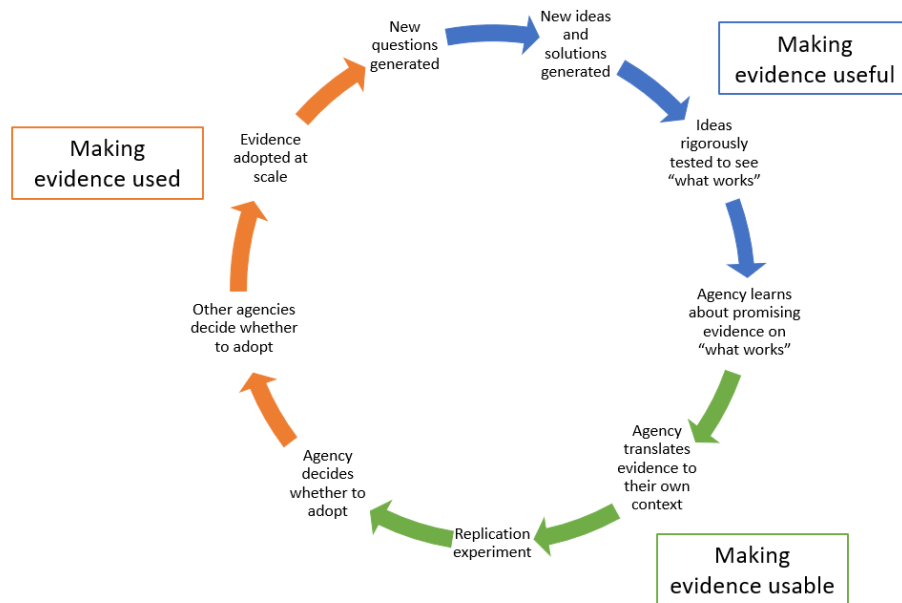 New
questions
generated
New ideas
and
solutions
generated
Making
evidence useful
Ideas
rigorously
tested to see
“what works”
Agency learns
about promising
evidence on
“what works”
Agency
translates
evidence to
their own
context
Making
evidence usable
Replication
experiment
Agency
decides
whether to
adopt
Other agencies
decide whether
to adopt
Evidence
adopted at
scale
Making
evidence used